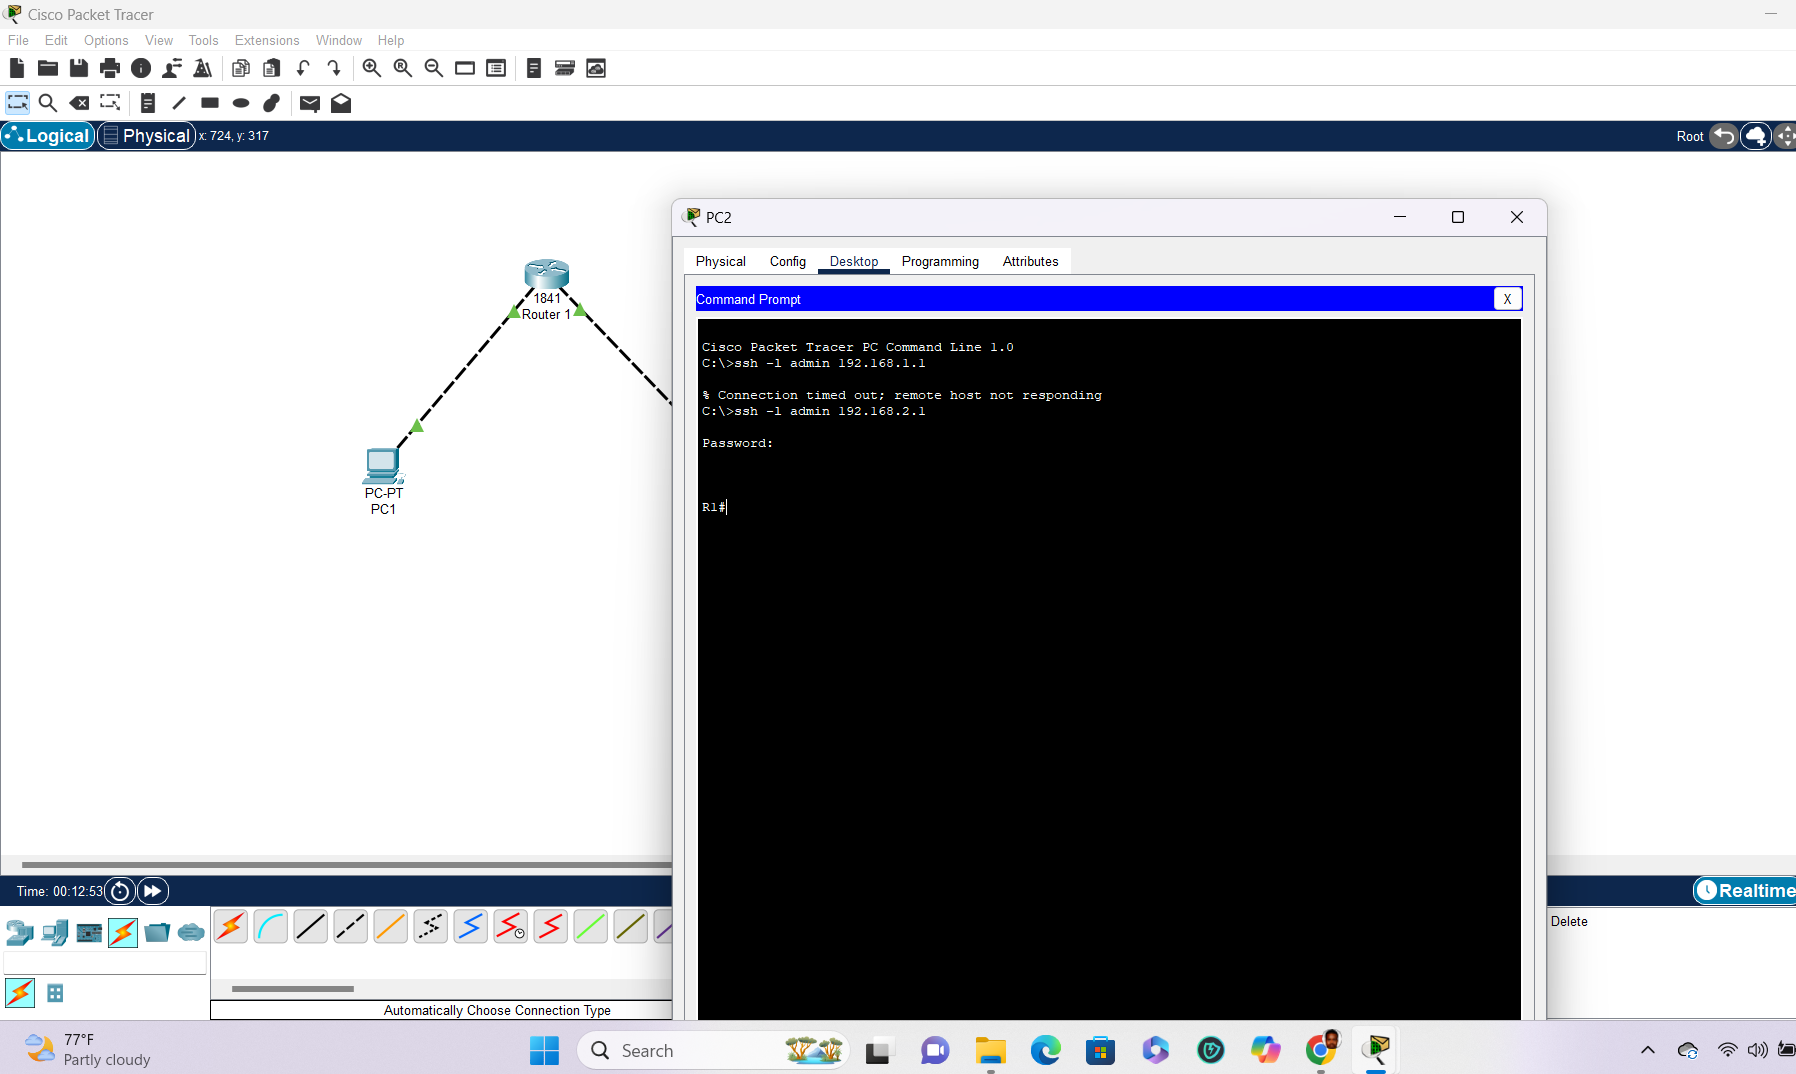 Cisco Packet Tracer
File Edit Options View Tools Extensions Window Help
Logical Physical x: 724, y: 317 Root
PC2
Physical Config Desktop Programming Attributes
Command Prompt X
Cisco Packet Tracer PC Command Line 1.0
C:\>ssh -l admin 192.168.1.1
% Connection timed out; remote host not responding
C:\>ssh -l admin 192.168.2.1
Password:
R1#
1841
Router 1
PC-PT
PC1
Time: 00:12:53 Realtime
Delete
Automatically Choose Connection Type
77°F
Partly cloudy
Search